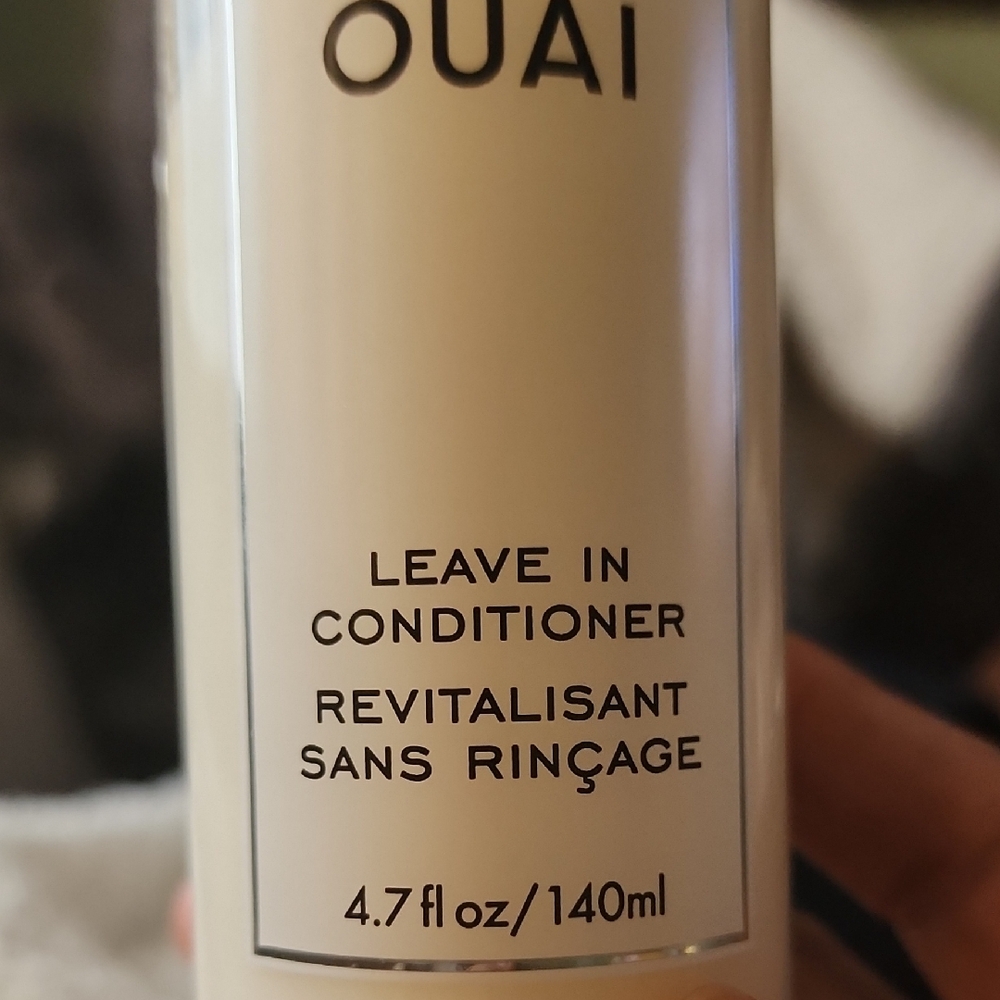 OUAI
LEAVE IN
CONDITIONER
REVITALISANT
SANS RINÇAGE
4.7 fl oz/140ml